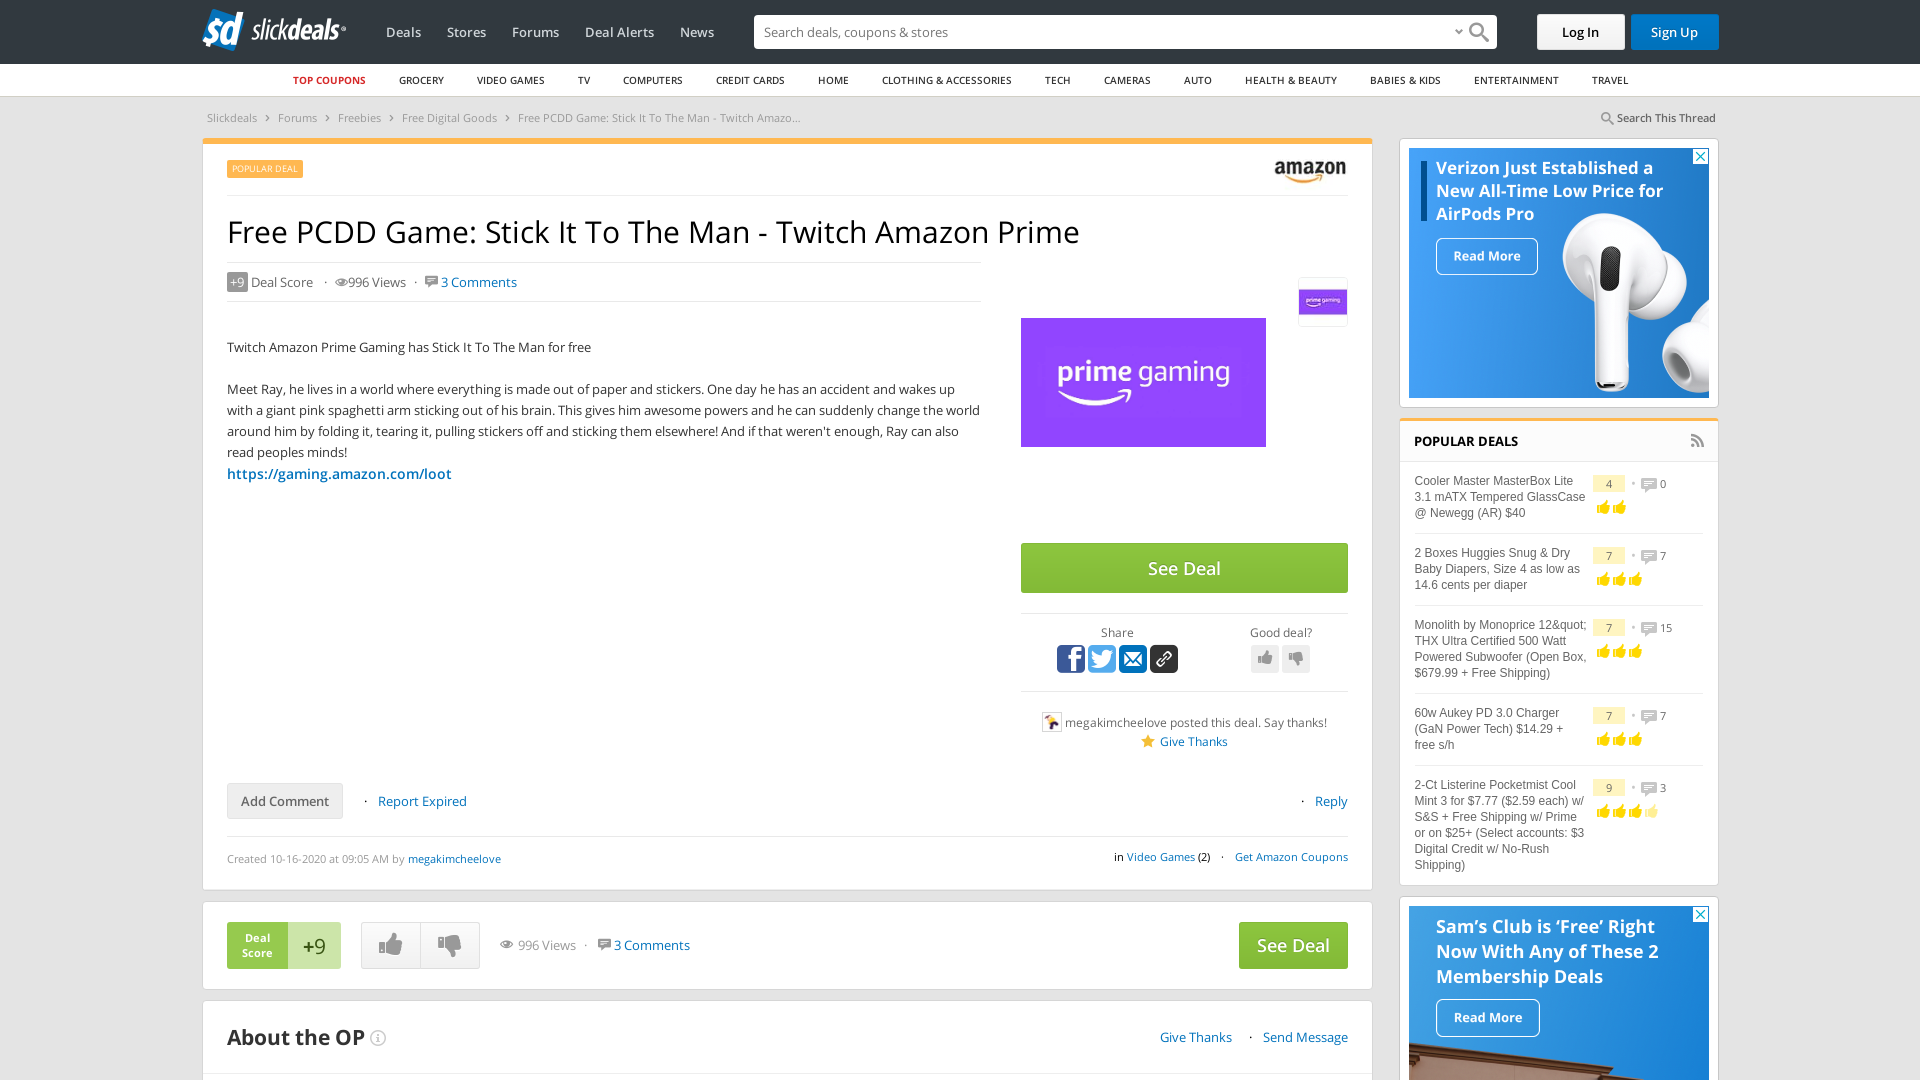 sd slickdeals
Deals Stores Forums Deal Alerts News
Search deals, coupons & stores
Log In Sign Up
TOP COUPONS GROCERY VIDEO GAMES TV COMPUTERS CREDIT CARDS HOME CLOTHING & ACCESSORIES TECH CAMERAS AUTO HEALTH & BEAUTY BABIES & KIDS ENTERTAINMENT TRAVEL
Slickdeals > Forums > Freebies > Free Digital Goods > Free PCDD Game: Stick It To The Man - Twitch Amazo...
Search This Thread
POPULAR DEAL
amazon
Free PCDD Game: Stick It To The Man - Twitch Amazon Prime
+9 Deal Score · 996 Views · 3 Comments
Twitch Amazon Prime Gaming has Stick It To The Man for free
Meet Ray, he lives in a world where everything is made out of paper and stickers. One day he has an accident and wakes up
with a giant pink spaghetti arm sticking out of his brain. This gives him awesome powers and he can suddenly change the world
around him by folding it, tearing it, pulling stickers off and sticking them elsewhere! And if that weren't enough, Ray can also
read peoples minds!
https://gaming.amazon.com/loot
prime gaming
prime gaming
See Deal
Share
Good deal?
megakimcheelove posted this deal. Say thanks!
Give Thanks
Add Comment · Report Expired
· Reply
Created 10-16-2020 at 09:05 AM by megakimcheelove
in Video Games (2) · Get Amazon Coupons
Deal
Score
+9
996 Views · 3 Comments
See Deal
About the OP
Give Thanks · Send Message
Verizon Just Established a
New All-Time Low Price for
AirPods Pro
Read More
POPULAR DEALS
Cooler Master MasterBox Lite
3.1 mATX Tempered GlassCase
@ Newegg (AR) $40
4 · 0
2 Boxes Huggies Snug & Dry
Baby Diapers, Size 4 as low as
14.6 cents per diaper
7 · 7
Monolith by Monoprice 12&quot;
THX Ultra Certified 500 Watt
Powered Subwoofer (Open Box,
$679.99 + Free Shipping)
7 · 15
60w Aukey PD 3.0 Charger
(GaN Power Tech) $14.29 +
free s/h
7 · 7
2-Ct Listerine Pocketmist Cool
Mint 3 for $7.77 ($2.59 each) w/
S&S + Free Shipping w/ Prime
or on $25+ (Select accounts: $3
Digital Credit w/ No-Rush
Shipping)
9 · 3
Sam's Club is ‘Free’ Right
Now With Any of These 2
Membership Deals
Read More